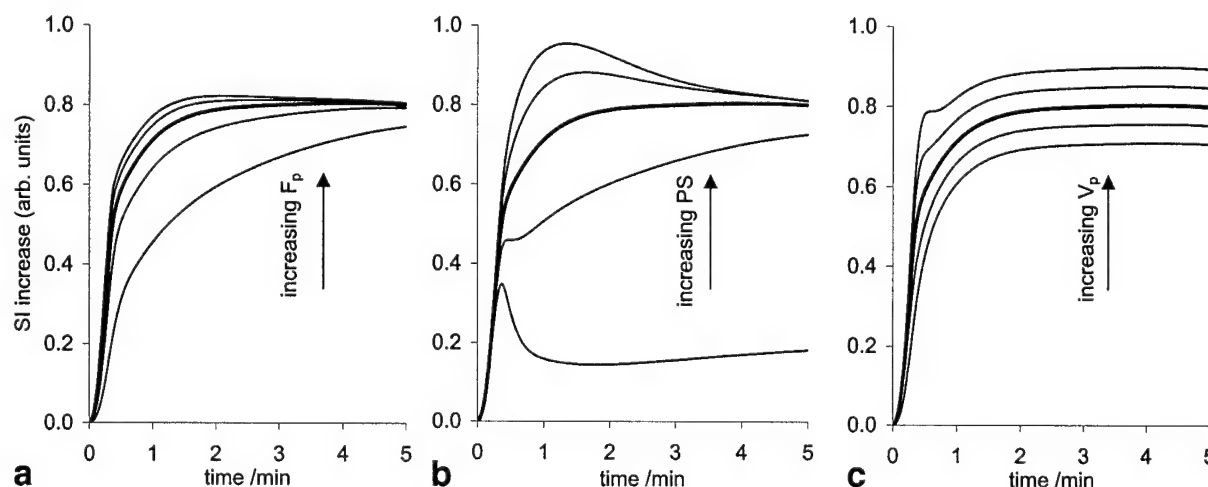 SI increase (arb. units)
1.0
0.8
0.6
0.4
0.2
0.0
0 1 2 3 4 5
time /min
increasing Fp
a
1.0
0.8
0.6
0.4
0.2
0.0
0 1 2 3 4 5
time /min
increasing PS
b
1.0
0.8
0.6
0.4
0.2
0.0
0 1 2 3 4 5
time /min
increasing Vp
c